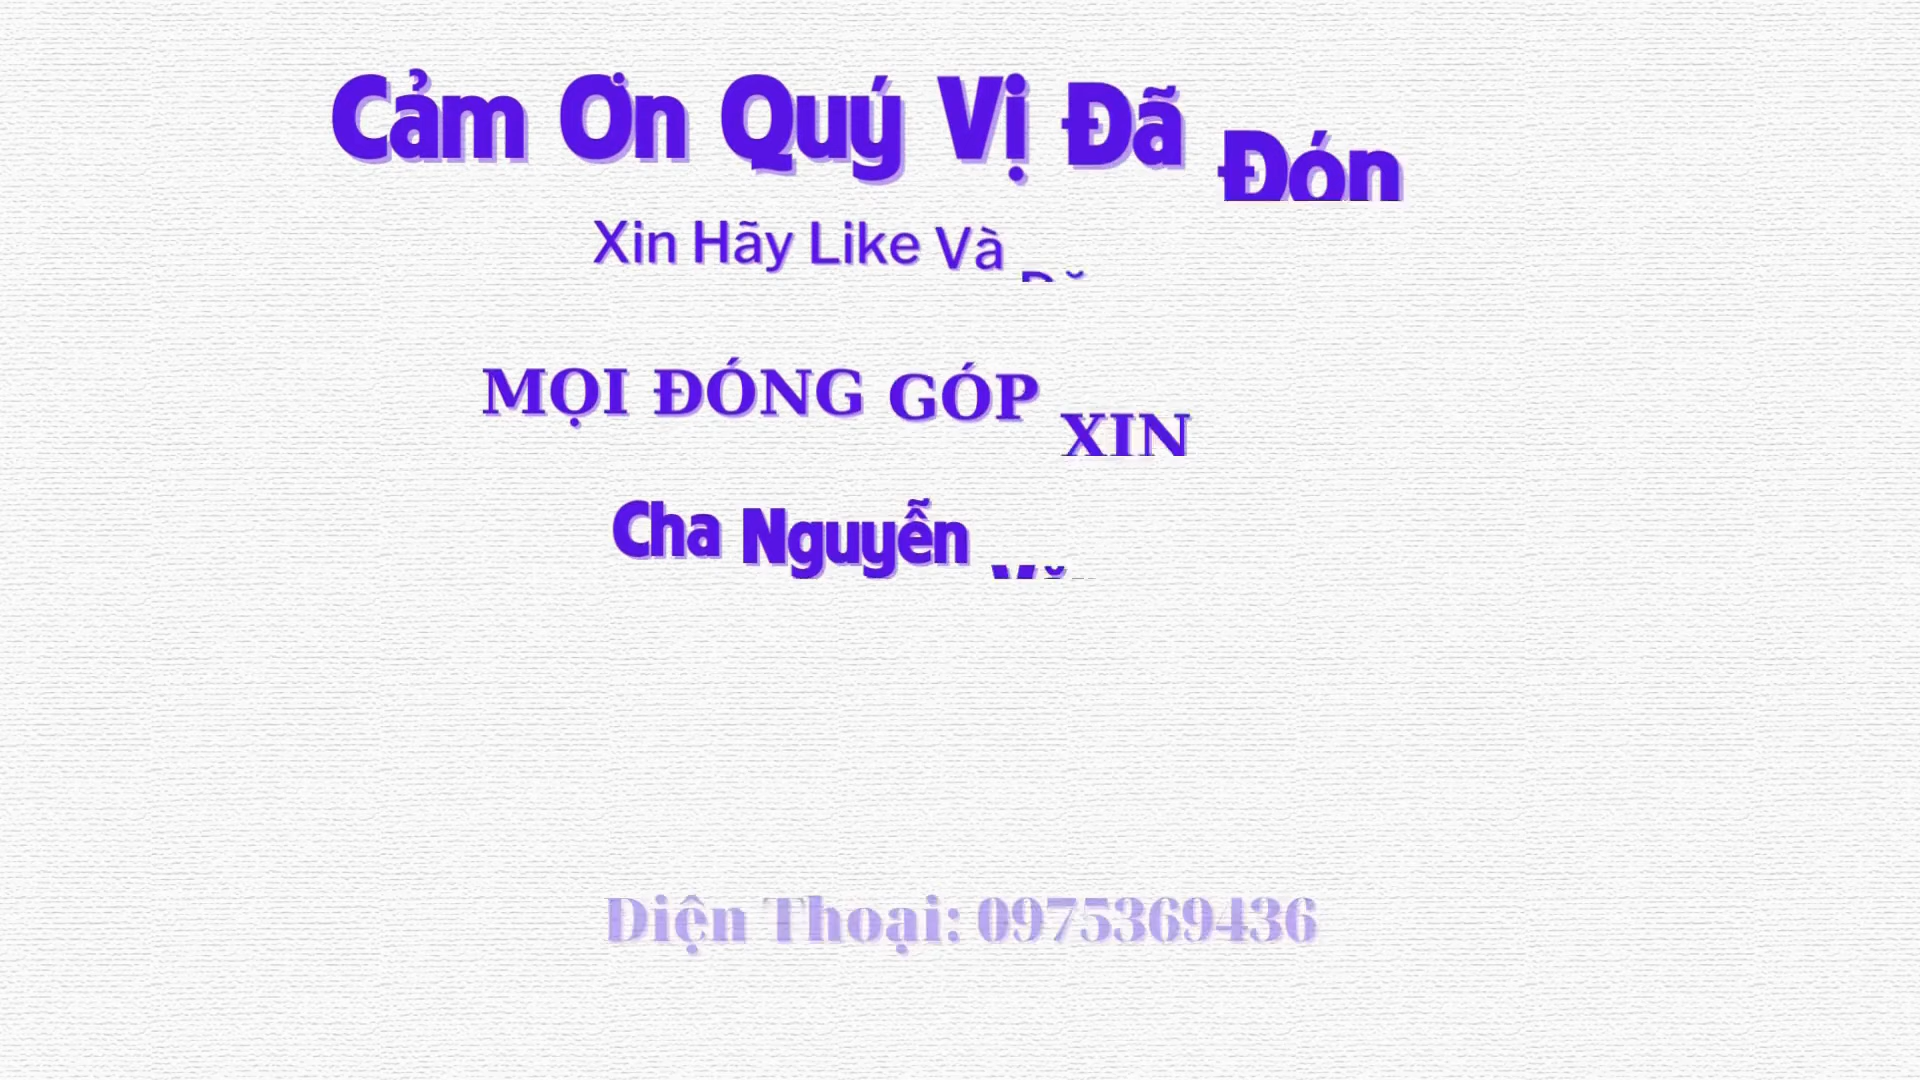 Cảm Ơn Quý Vị Đã Đón
Xin Hãy Like Và
MỌI ĐÓNG GÓP XIN
Cha Nguyễn
Điện Thoại: 0975369436